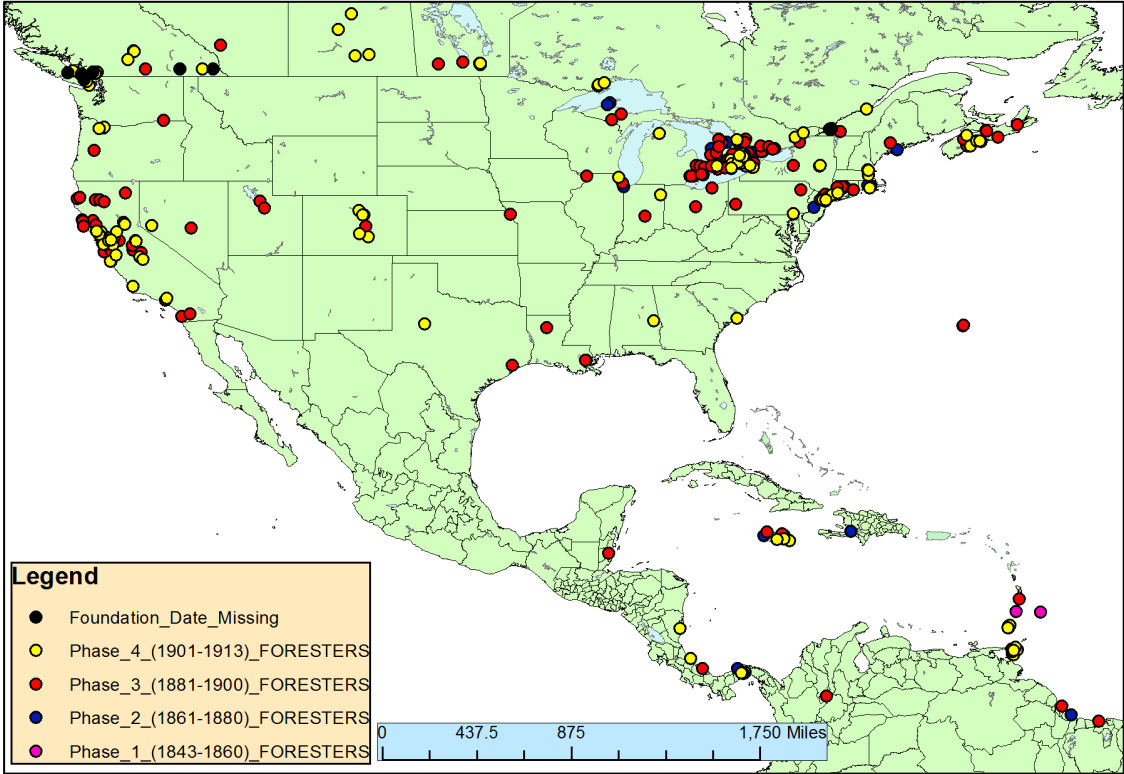 Legend
Foundation_Date_Missing
Phase_4_(1901-1913)_FORESTERS
Phase_3_(1881-1900)_FORESTERS
Phase_2_(1861-1880)_FORESTERS
Phase_1_(1843-1860)_FORESTERS
0 437.5 875 1,750 Miles